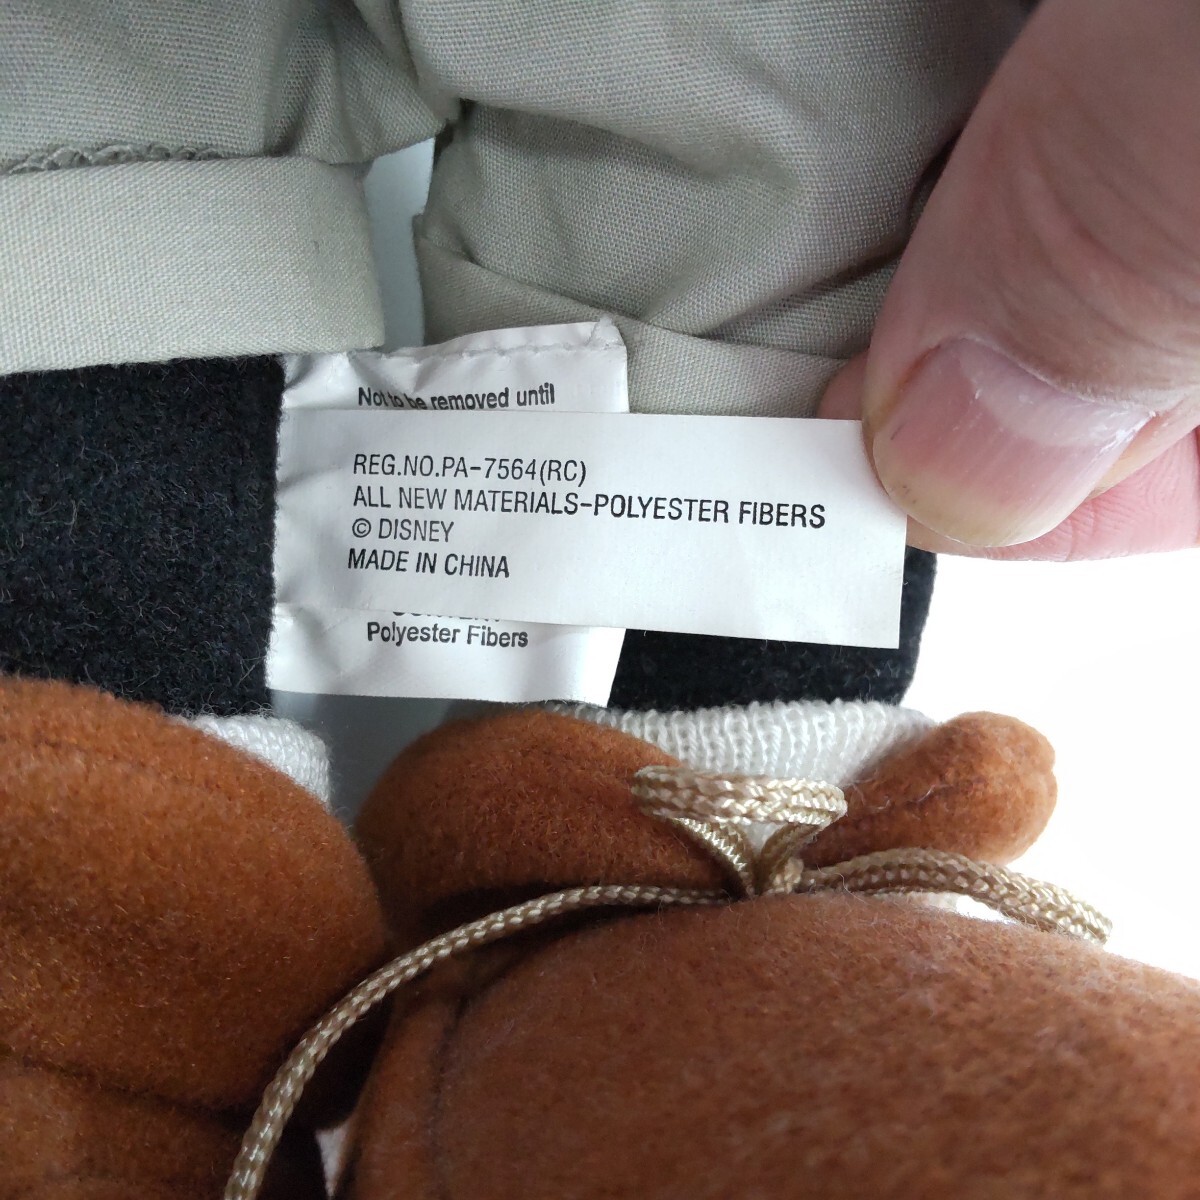 Not to be removed until
REG.NO.PA-7564(RC)
ALL NEW MATERIALS-POLYESTER FIBERS
© DISNEY
MADE IN CHINA
CONTENT
Polyester Fibers